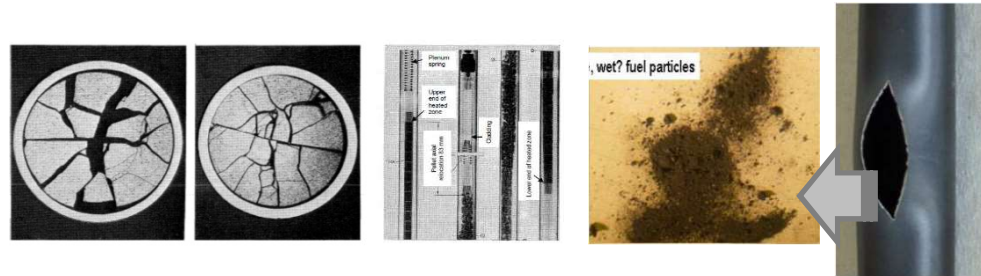 Plenum
spring
Upper
end of
heated
zone
Pellet axial
relocation 83 mm
Cladding
Lower end of heated zone
, wet? fuel particles